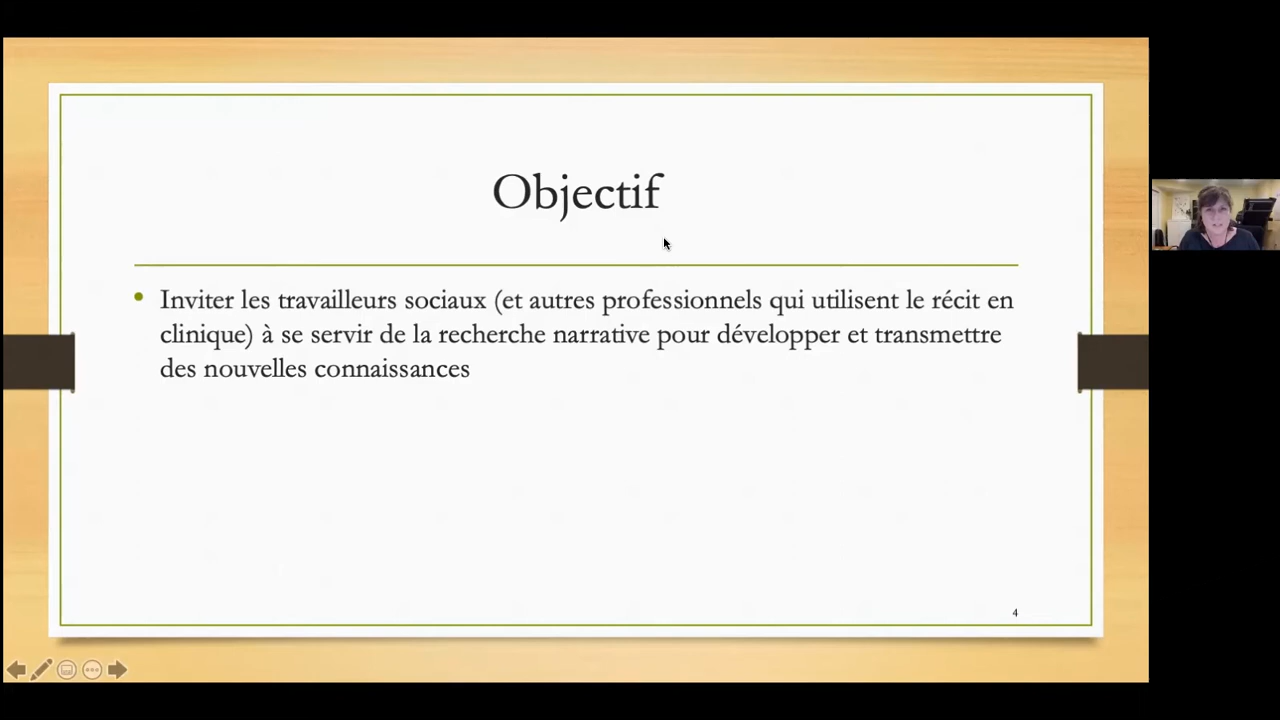 Objectif
• Inviter les travailleurs sociaux (et autres professionnels qui utilisent le récit en
clinique) à se servir de la recherche narrative pour développer et transmettre
des nouvelles connaissances
4